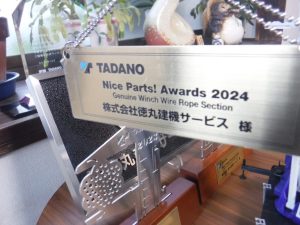 TADANO
Nice Parts! Awards 2024
Genuine Winch Wire Rope Section
株式会社徳丸建機サービス 様
丸